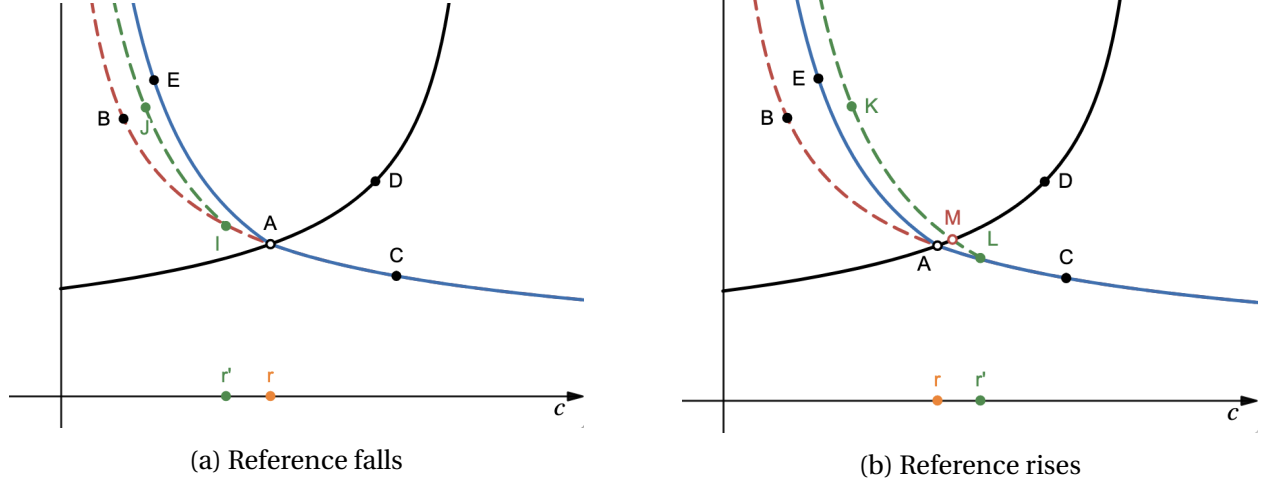 E
B
J
A
D
I
C
r'
r
c
(a) Reference falls
E
K
B
D
M
L
A
C
r
r'
c
(b) Reference rises